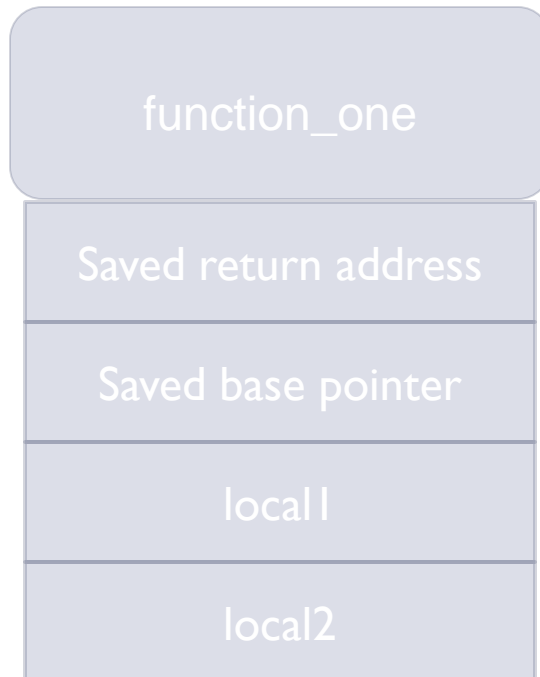 function_one
Saved return address
Saved base pointer
local1
local2